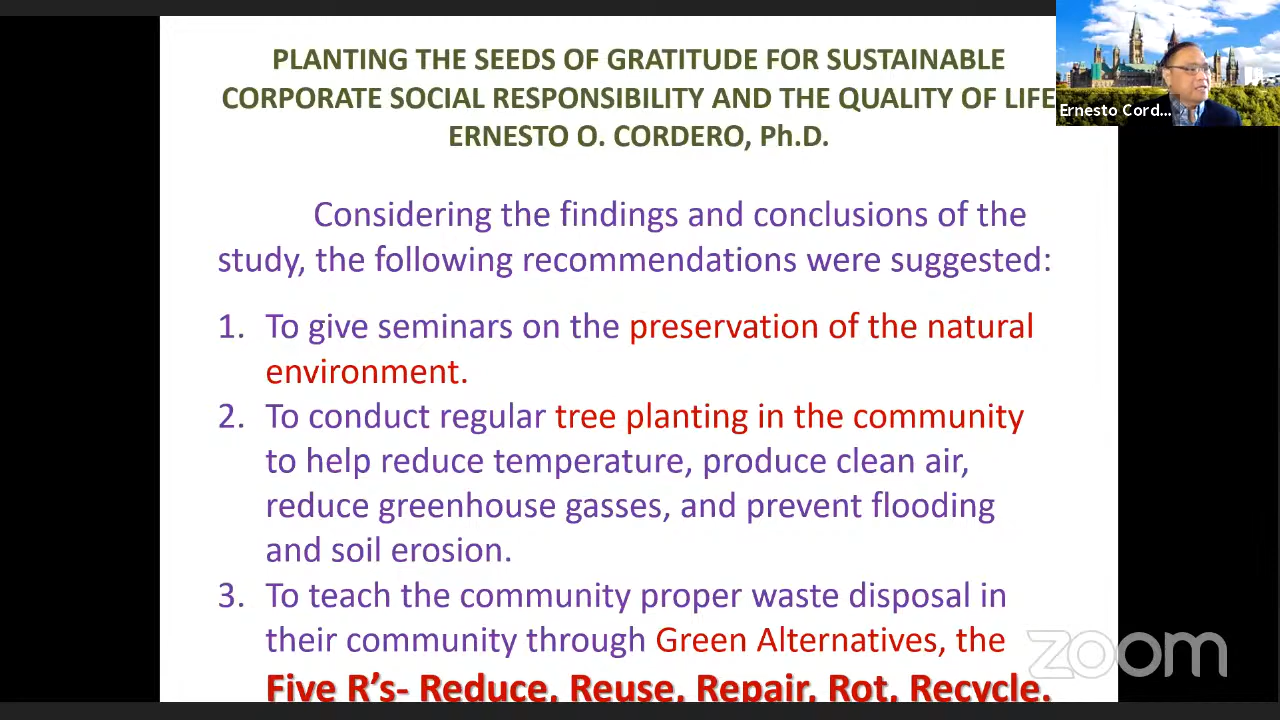 PLANTING THE SEEDS OF GRATITUDE FOR SUSTAINABLE
CORPORATE SOCIAL RESPONSIBILITY AND THE QUALITY OF LIFE
ERNESTO O. CORDERO, Ph.D.
Ernesto Cord...
Considering the findings and conclusions of the
study, the following recommendations were suggested:
1. To give seminars on the preservation of the natural
environment.
2. To conduct regular tree planting in the community
to help reduce temperature, produce clean air,
reduce greenhouse gasses, and prevent flooding
and soil erosion.
3. To teach the community proper waste disposal in
their community through Green Alternatives, the
Five R's- Reduce, Reuse, Repair, Rot, Recycle.
zoom